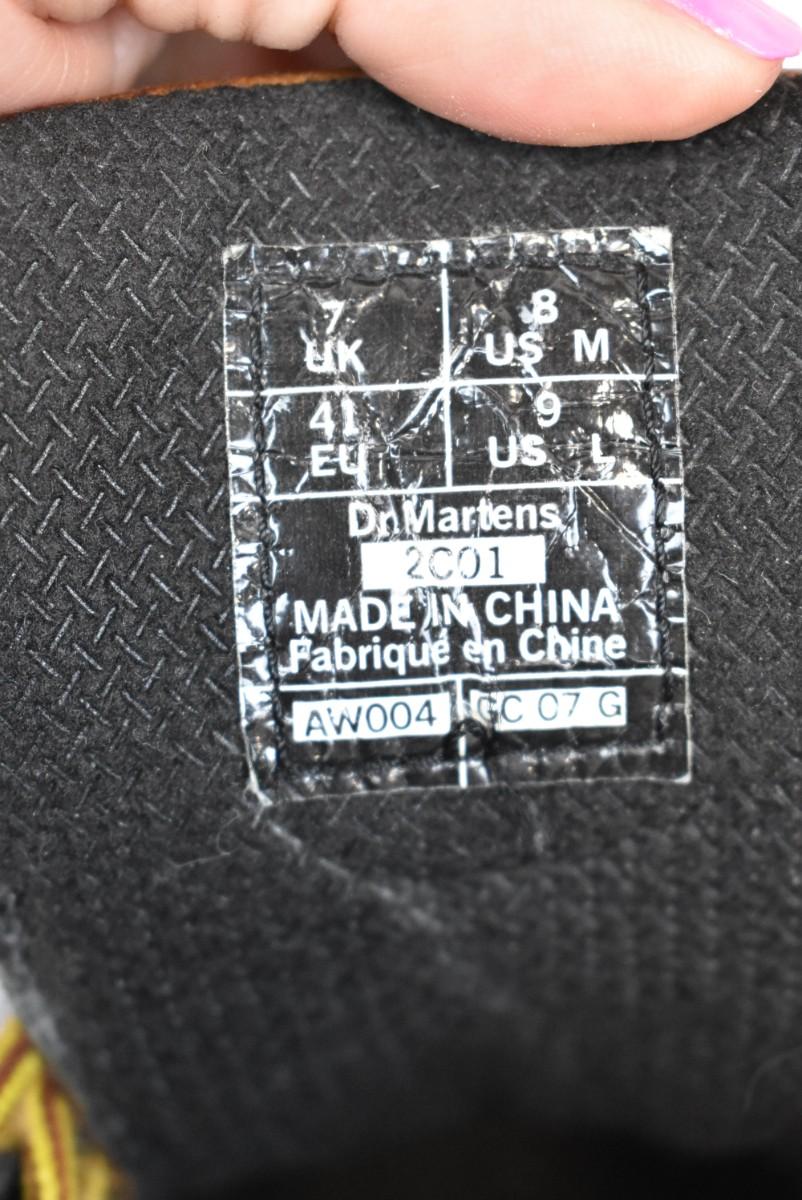 7 8
UK US M
41 9
EU US L
Dr.Martens
2C01
MADE IN CHINA
Fabriqué en Chine
AW004 GC 07 G